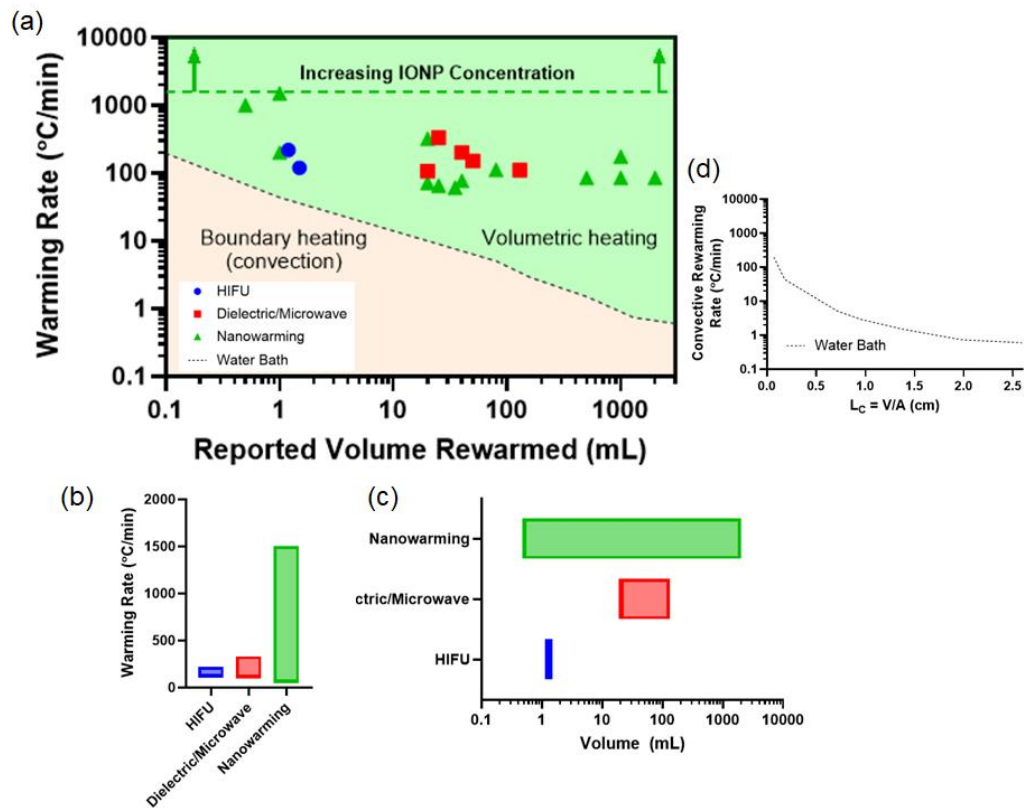 (a)
Warming Rate (°C/min)
10000
1000
100
10
1
0.1
Increasing IONP Concentration
Boundary heating
(convection)
Volumetric heating
HIFU
Dielectric/Microwave
Nanowarming
Water Bath
0.1
1
10
100
1000
Reported Volume Rewarmed (mL)
(d)
Convective Rewarming
Rate (°C/min)
10000
1000
100
10
1
0.1
Water Bath
0.0
0.5
1.0
1.5
2.0
2.5
LC = V/A (cm)
(b)
Warming Rate (°C/min)
2000
1500
1000
500
0
HIFU
Dielectric/Microwave
Nanowarming
(c)
Nanowarming
ctric/Microwave
HIFU
0.1
1
10
100
1000
10000
Volume (mL)